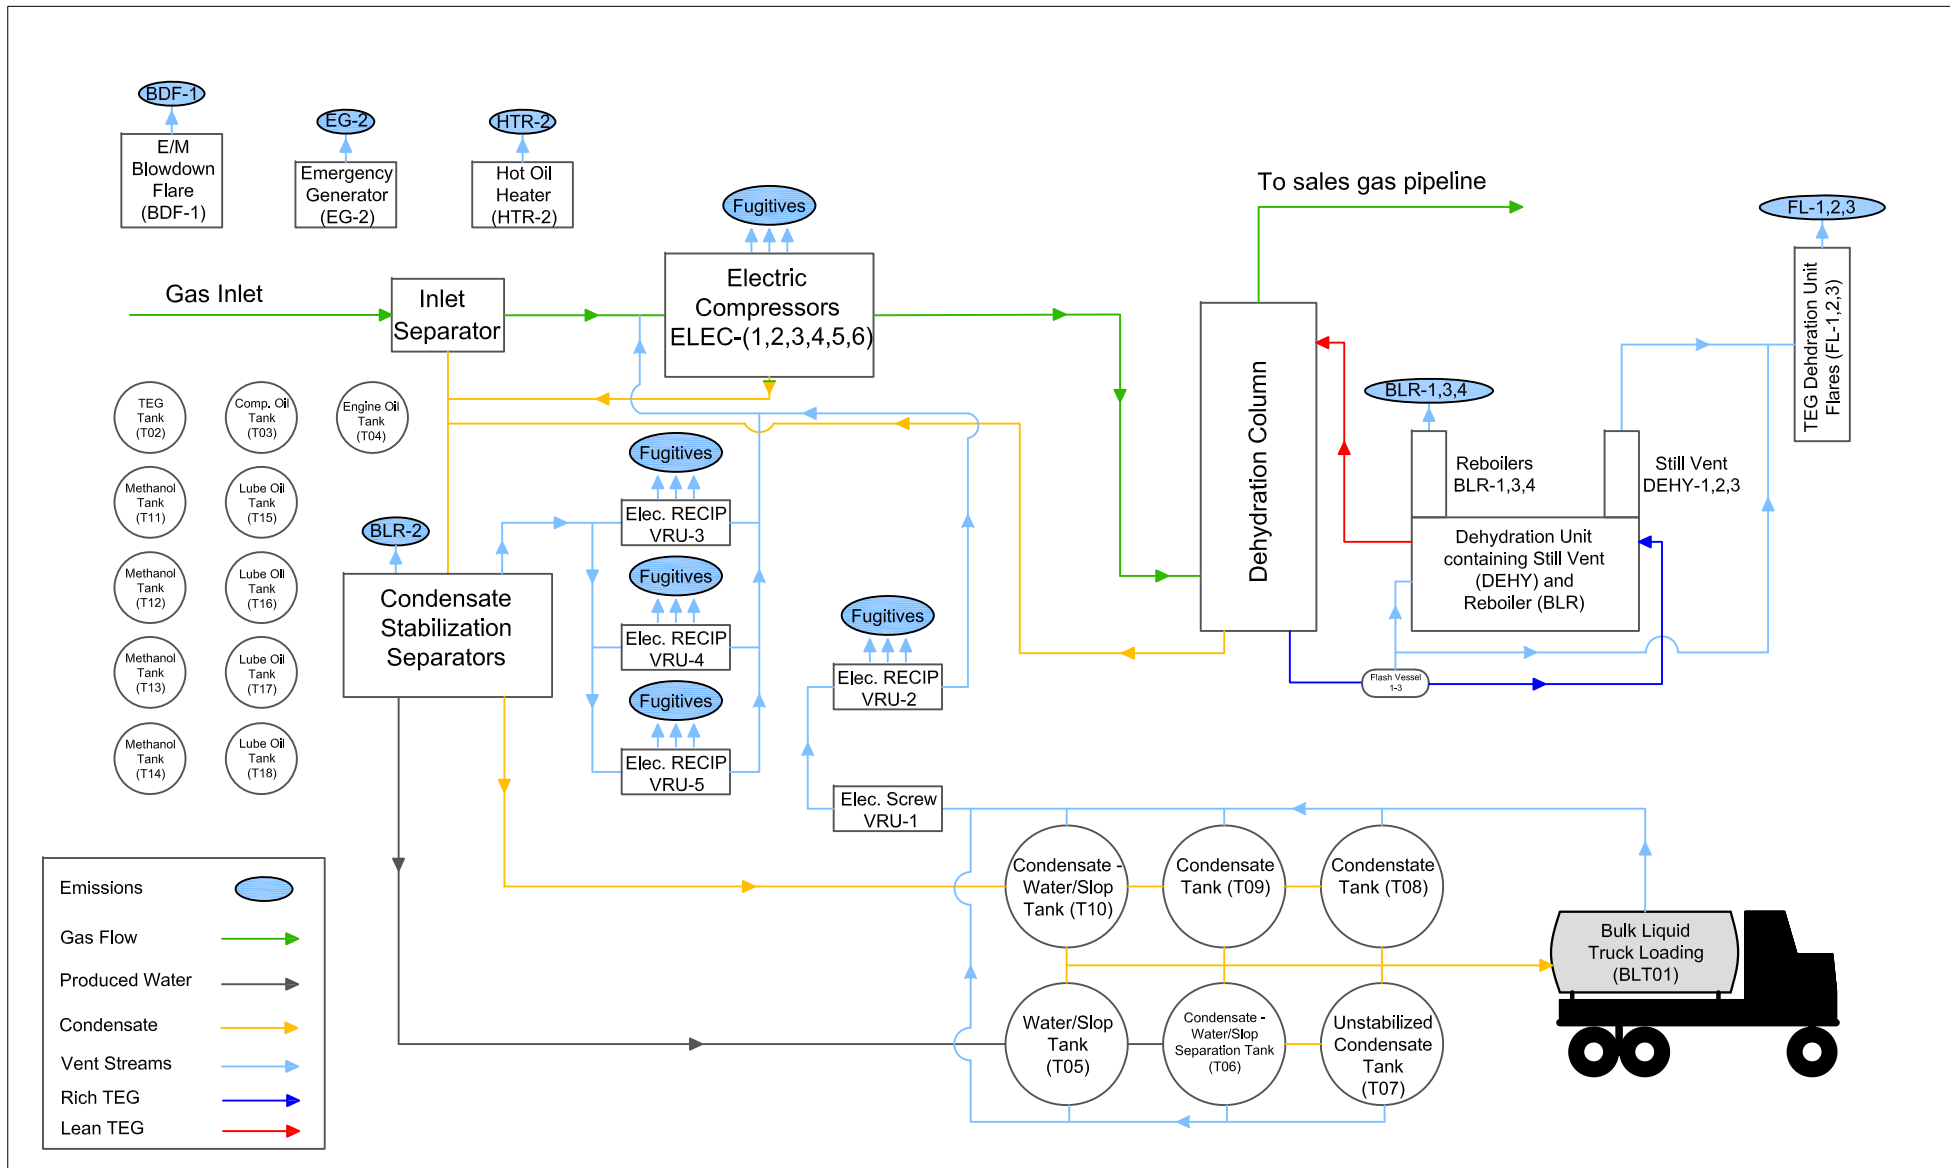 BDF-1
E/M
Blowdown
Flare
(BDF-1)
EG-2
Emergency
Generator
(EG-2)
HTR-2
Hot Oil
Heater
(HTR-2)
Fugitives
Electric
Compressors
ELEC-(1,2,3,4,5,6)
Gas Inlet
Inlet
Separator
To sales gas pipeline
FL-1,2,3
TEG Dehdration Unit
Flares (FL-1,2,3)
TEG
Tank
(T02)
Comp. Oil
Tank
(T03)
Engine Oil
Tank
(T04)
Methanol
Tank
(T11)
Lube Oil
Tank
(T15)
Methanol
Tank
(T12)
Lube Oil
Tank
(T16)
Methanol
Tank
(T13)
Lube Oil
Tank
(T17)
Methanol
Tank
(T14)
Lube Oil
Tank
(T18)
BLR-2
Condensate
Stabilization
Separators
Fugitives
Elec. RECIP
VRU-3
Fugitives
Elec. RECIP
VRU-4
Fugitives
Elec. RECIP
VRU-5
Fugitives
Elec. RECIP
VRU-2
Elec. Screw
VRU-1
Dehydration Column
BLR-1,3,4
Reboilers
BLR-1,3,4
Still Vent
DEHY-1,2,3
Dehydration Unit
containing Still Vent
(DEHY) and
Reboiler (BLR)
Flash Vessel
1-3
Condensate -
Water/Slop
Tank (T10)
Condensate
Tank (T09)
Condenstate
Tank (T08)
Water/Slop
Tank
(T05)
Condensate -
Water/Slop
Separation Tank
(T06)
Unstabilized
Condensate
Tank
(T07)
Bulk Liquid
Truck Loading
(BLT01)
Emissions
Gas Flow
Produced Water
Condensate
Vent Streams
Rich TEG
Lean TEG